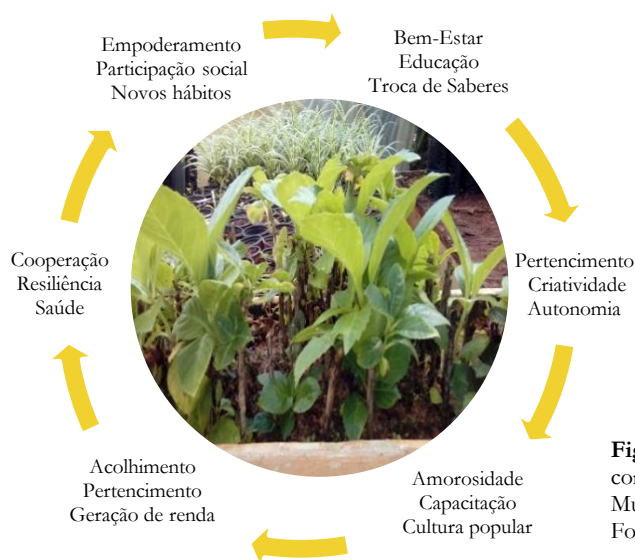 Empoderamento
Participação social
Novos hábitos
Bem-Estar
Educação
Troca de Saberes
Pertencimento
Criatividade
Autonomia
Amorosidade
Capacitação
Cultura popular
Acolhimento
Pertencimento
Geração de renda
Cooperação
Resiliência
Saúde